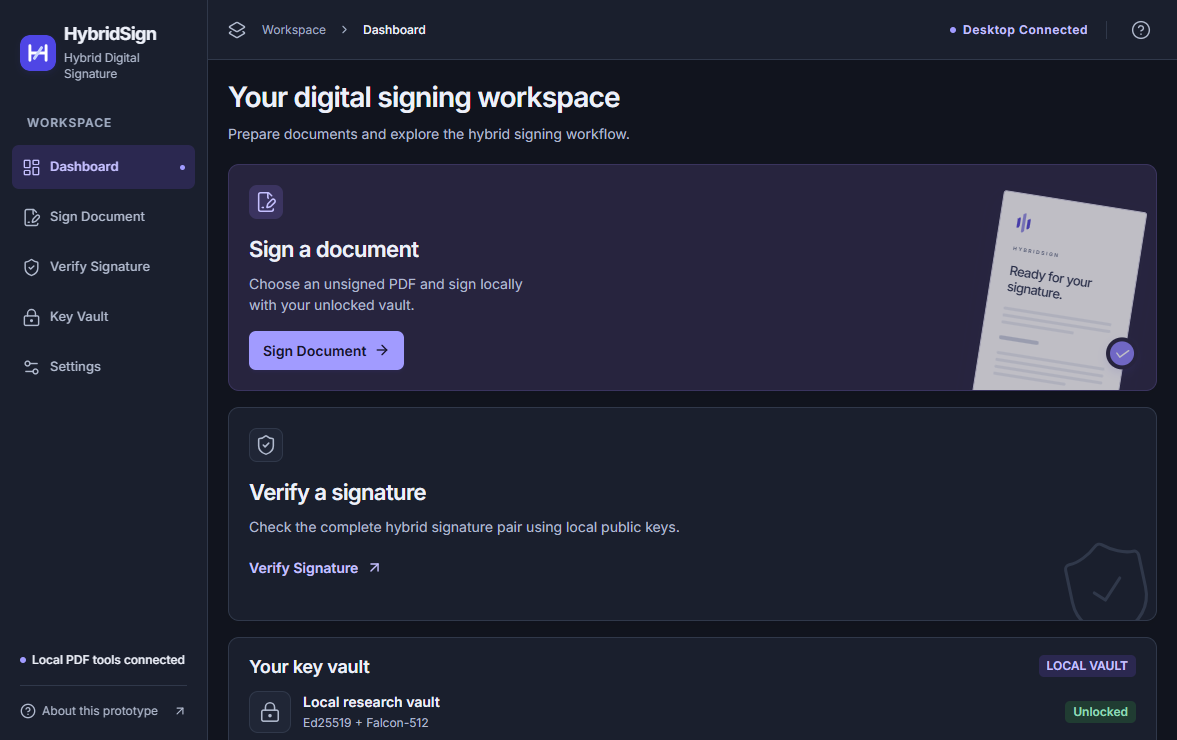 HybridSign
Hybrid Digital
Signature
WORKSPACE
Dashboard
Sign Document
Verify Signature
Key Vault
Settings
Local PDF tools connected
About this prototype
Workspace
Dashboard
Desktop Connected
Your digital signing workspace
Prepare documents and explore the hybrid signing workflow.
Sign a document
Choose an unsigned PDF and sign locally
with your unlocked vault.
Sign Document
HYBRIDSIGN
Ready for your
signature.
Verify a signature
Check the complete hybrid signature pair using local public keys.
Verify Signature
Your key vault
LOCAL VAULT
Local research vault
Ed25519 + Falcon-512
Unlocked